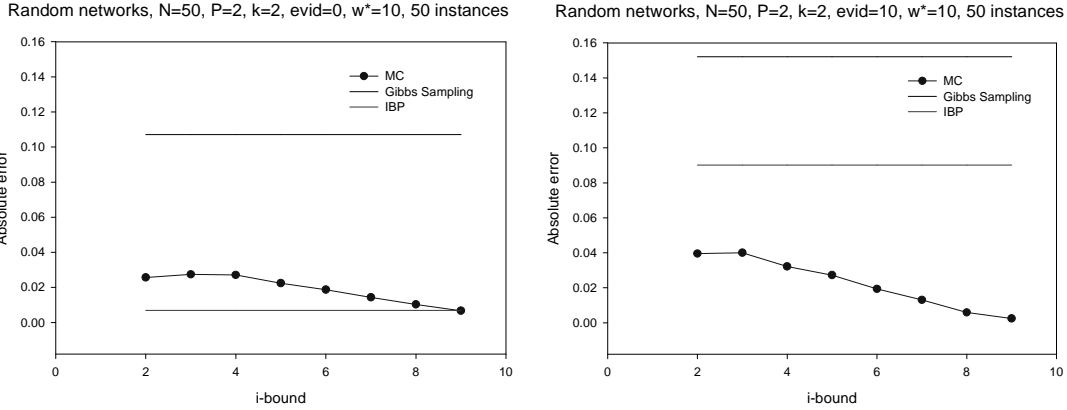 Random networks, N=50, P=2, k=2, evid=0, w*=10, 50 instances
Absolute error
0.16
0.14
0.12
0.10
0.08
0.06
0.04
0.02
0.00
MC
Gibbs Sampling
IBP
0 2 4 6 8 10
i-bound
Random networks, N=50, P=2, k=2, evid=10, w*=10, 50 instances
Absolute error
0.16
0.14
0.12
0.10
0.08
0.06
0.04
0.02
0.00
MC
Gibbs Sampling
IBP
0 2 4 6 8 10
i-bound